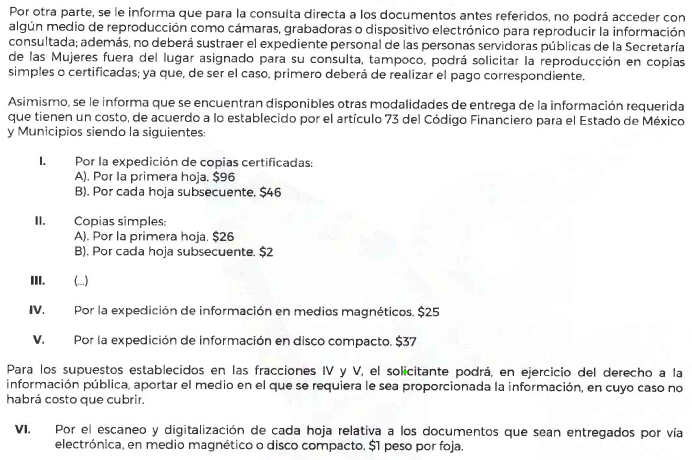 Por otra parte, se le informa que para la consulta directa a los documentos antes referidos, no podrá acceder con
algún medio de reproducción como cámaras, grabadoras o dispositivo electrónico para reproducir la información
consultada; además, no deberá sustraer el expediente personal de las personas servidoras públicas de la Secretaría
de las Mujeres fuera del lugar asignado para su consulta, tampoco, podrá solicitar la reproducción en copias
simples o certificadas; ya que, de ser el caso, primero deberá de realizar el pago correspondiente.
Asimismo, se le informa que se encuentran disponibles otras modalidades de entrega de la información requerida
que tienen un costo, de acuerdo a lo establecido por el artículo 73 del Código Financiero para el Estado de México
y Municipios siendo la siguientes:
I. Por la expedición de copias certificadas:
A). Por la primera hoja. $96
B). Por cada hoja subsecuente. $46
II. Copias simples:
A). Por la primera hoja. $26
B). Por cada hoja subsecuente. $2
III. (...)
IV. Por la expedición de información en medios magnéticos. $25
V. Por la expedición de información en disco compacto. $37
Para los supuestos establecidos en las fracciones IV y V, el solicitante podrá, en ejercicio del derecho a la
información pública, aportar el medio en el que se requiera le sea proporcionada la información, en cuyo caso no
habrá costo que cubrir.
VI. Por el escaneo y digitalización de cada hoja relativa a los documentos que sean entregados por vía
electrónica, en medio magnético o disco compacto. $1 peso por foja.